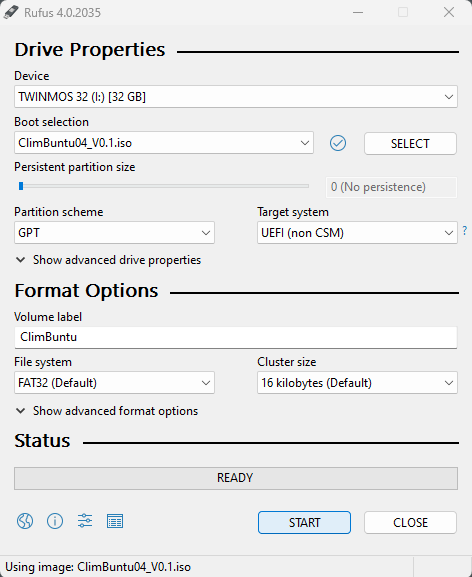 Rufus 4.0.2035
Drive Properties
Device
TWINMOS 32 (I:) [32 GB]
Boot selection
ClimBuntu04_V0.1.iso
SELECT
Persistent partition size
0 (No persistence)
Partition scheme
Target system
GPT
UEFI (non CSM)
?
Show advanced drive properties
Format Options
Volume label
ClimBuntu
File system
Cluster size
FAT32 (Default)
16 kilobytes (Default)
Show advanced format options
Status
READY
START
CLOSE
Using image: ClimBuntu04_V0.1.iso